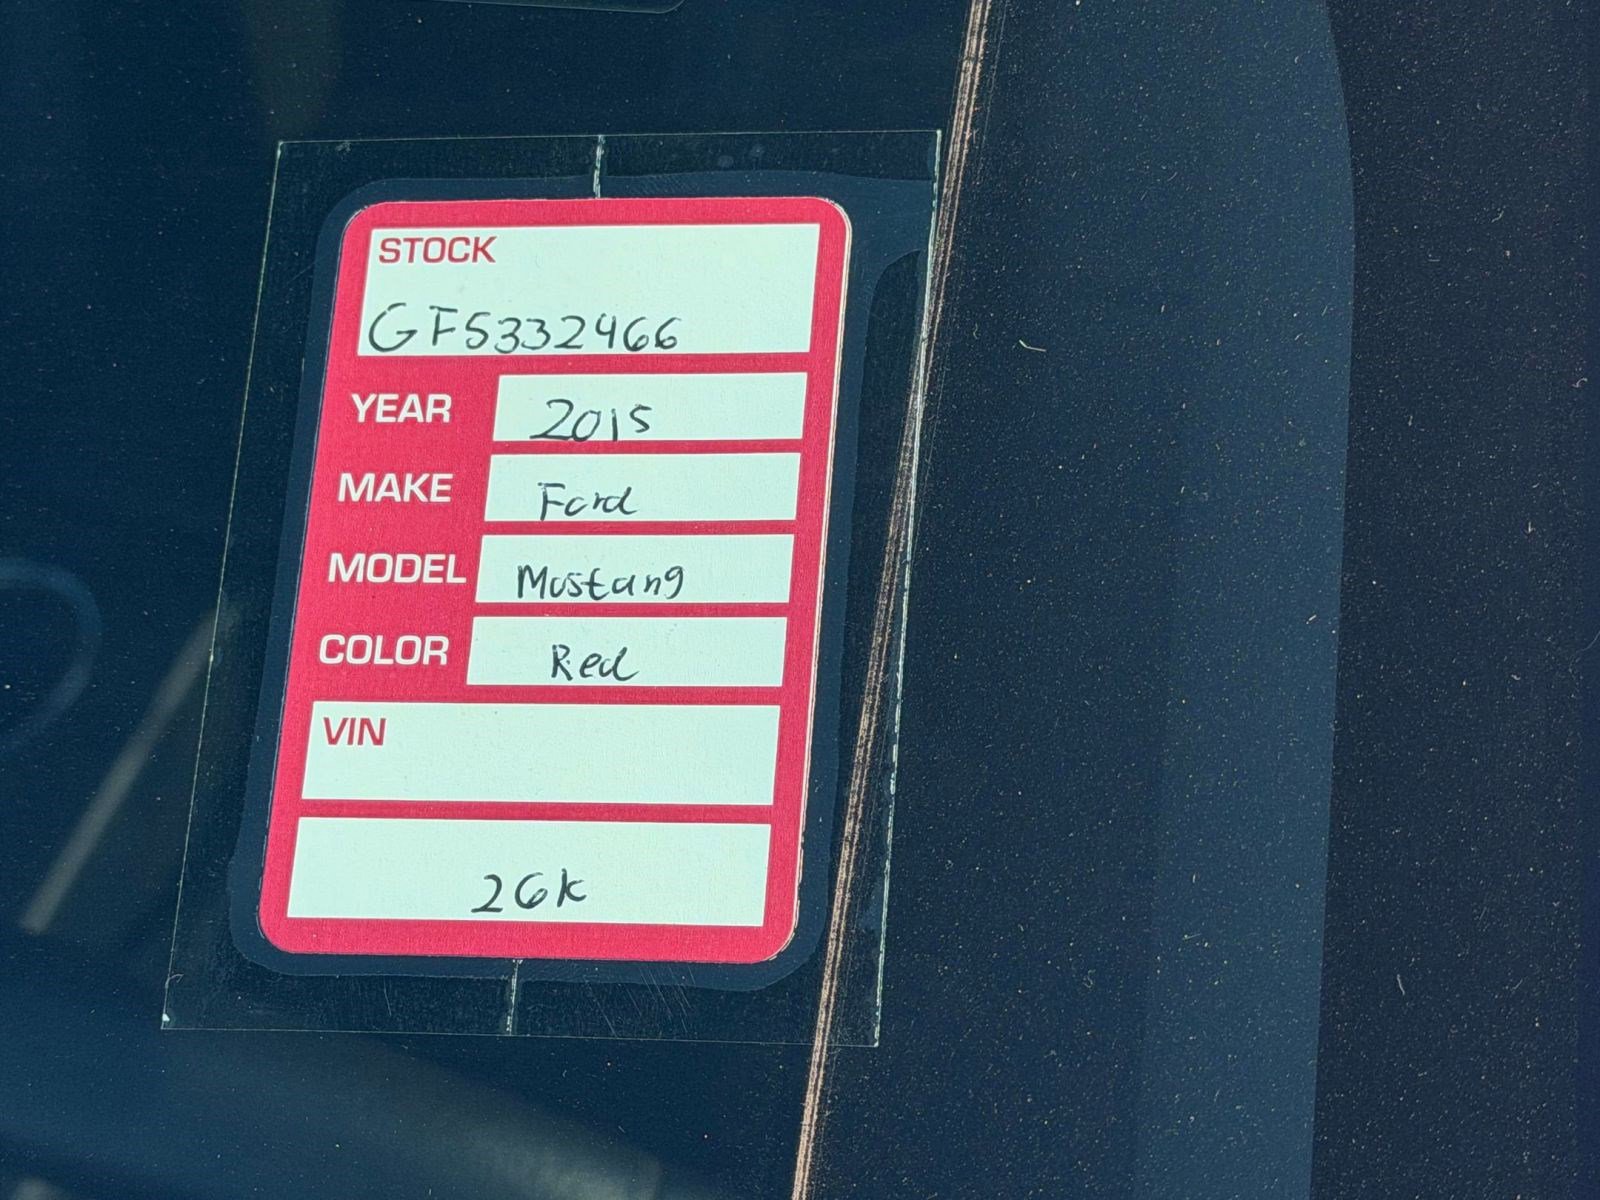 STOCK
GF5332466
YEAR 2015
MAKE Ford
MODEL Mustang
COLOR Red
VIN
26k